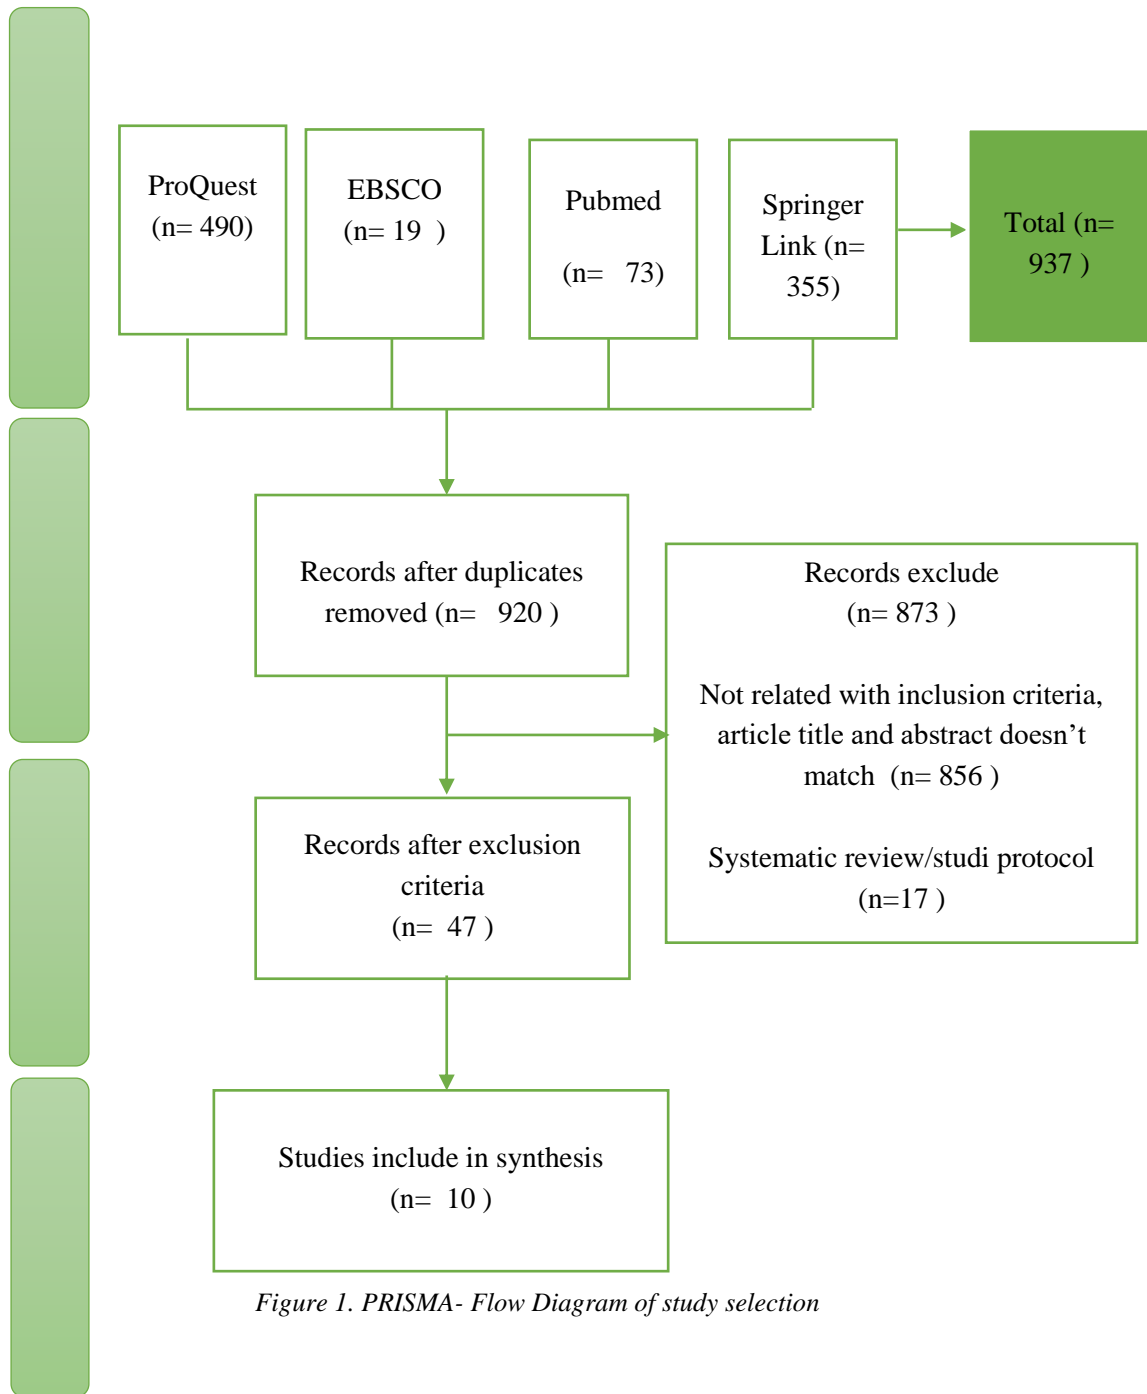 ProQuest
(n= 490)
EBSCO
(n= 19  )
Pubmed
(n=   73)
Springer
Link (n=
355)
Total (n=
937 )
Records after duplicates
removed (n=   920 )
Records exclude
(n= 873 )
Not related with inclusion criteria,
article title and abstract doesn’t
match  (n= 856 )
Systematic review/studi protocol
(n=17 )
Records after exclusion
criteria
(n=  47 )
Studies include in synthesis
(n=  10 )
Figure 1. PRISMA- Flow Diagram of study selection